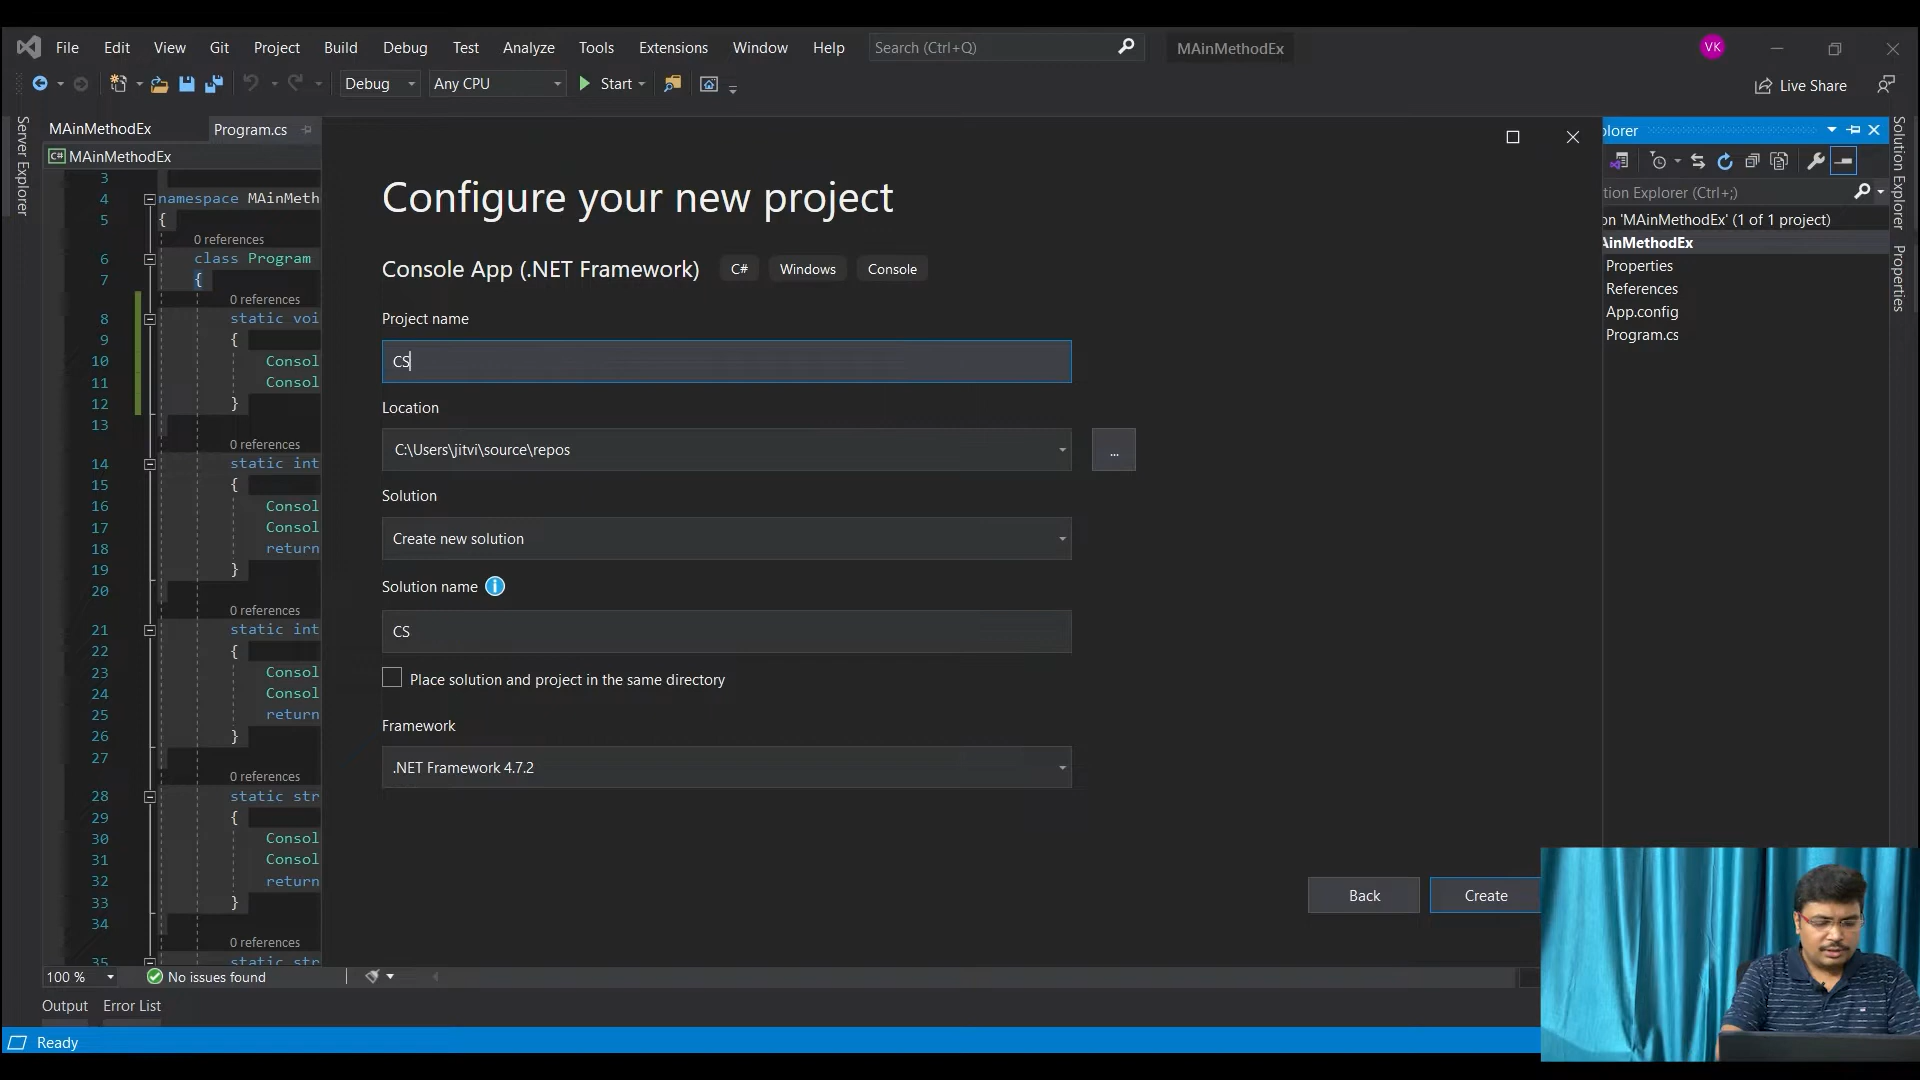 File Edit View Git Project Build Debug Test Analyze Tools Extensions Window Help Search (Ctrl+Q) MAinMethodEx VK
Debug Any CPU Start Live Share
Server Explorer
MAinMethodEx Program.cs
MAinMethodEx
3
4 namespace MAinMeth
5 {
0 references
6 class Program
7 {
0 references
8 static voi
9 {
10 Consol
11 Consol
12 }
13
0 references
14 static int
15 {
16 Consol
17 Consol
18 return
19 }
20
0 references
21 static int
22 {
23 Consol
24 Consol
25 return
26 }
27
0 references
28 static str
29 {
30 Consol
31 Consol
32 return
33 }
34
0 references
35 static str
100 % No issues found
Output Error List
Ready
Configure your new project
Console App (.NET Framework) C# Windows Console
Project name
CS
Location
C:\Users\jitvi\source\repos
...
Solution
Create new solution
Solution name i
CS
Place solution and project in the same directory
Framework
.NET Framework 4.7.2
Back Create
plorer
tion Explorer (Ctrl+;)
on 'MAinMethodEx' (1 of 1 project)
AinMethodEx
Properties
References
App.config
Program.cs
Solution Explorer
Properties